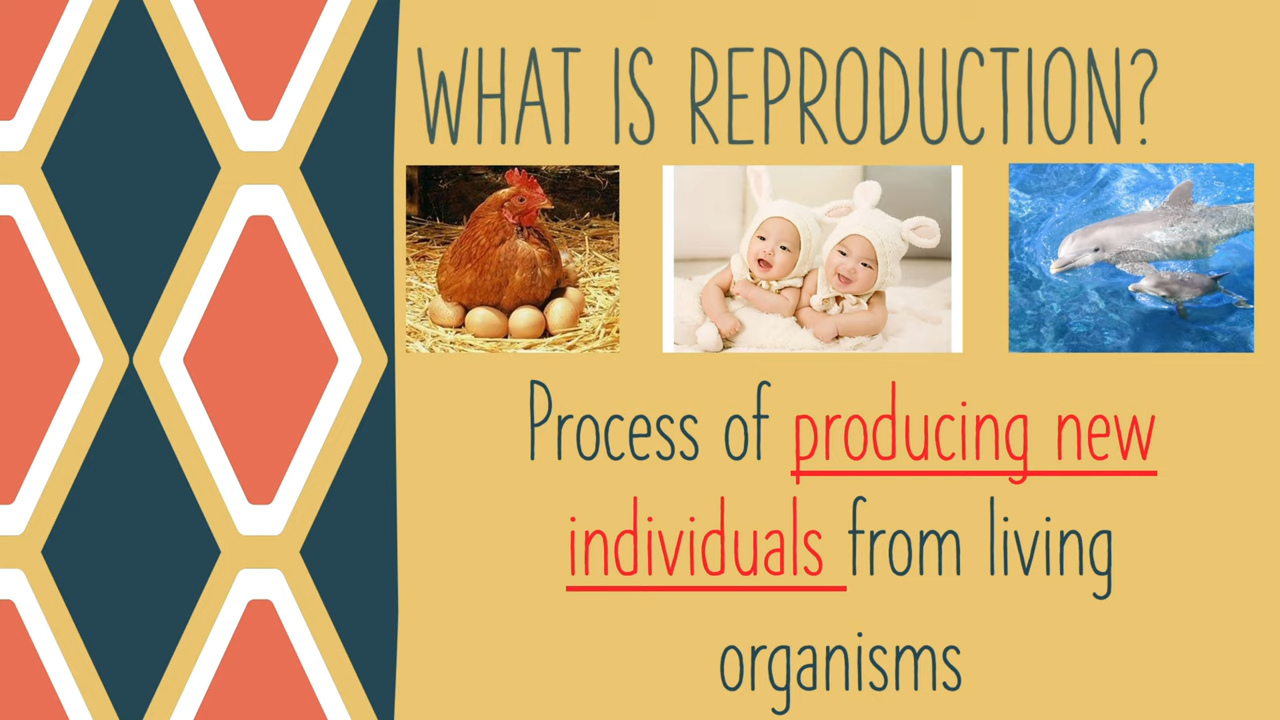 WHAT IS REPRODUCTION?
Process of producing new
individuals from living
organisms